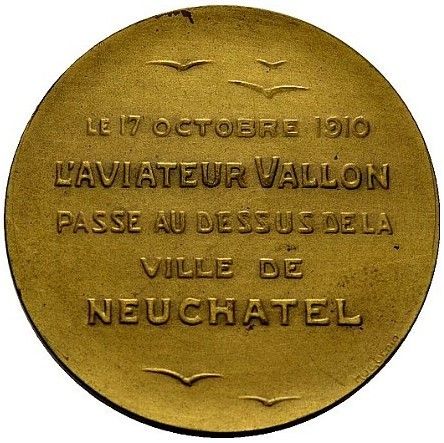 LE 17 OCTOBRE 1910
L'AVIATEUR VALLON
PASSE AU DESSUS DE LA
VILLE DE
NEUCHATEL